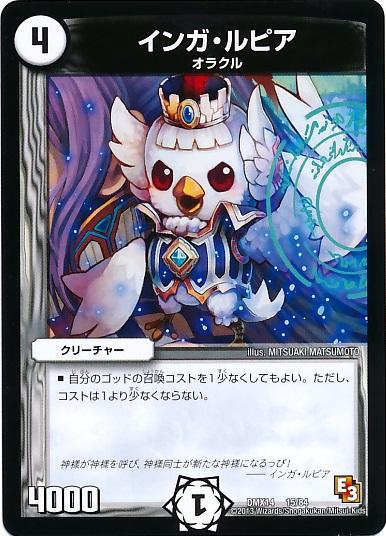 4
インガ・ルピア
オラクル
illus. MITSUAKI MATSUMOTO
クリーチャー
■ 自分のゴッドの召喚コストを1少なくしてもよい。ただし、
コストは1より少なくならない。
神様が神様を呼び、神様同士が新たな神様になるっぴ！
── インガ・ルピア
4000
1
DMX14 15/84
©2013 Wizards/Shogakukan/Mitsui-Kids
E3